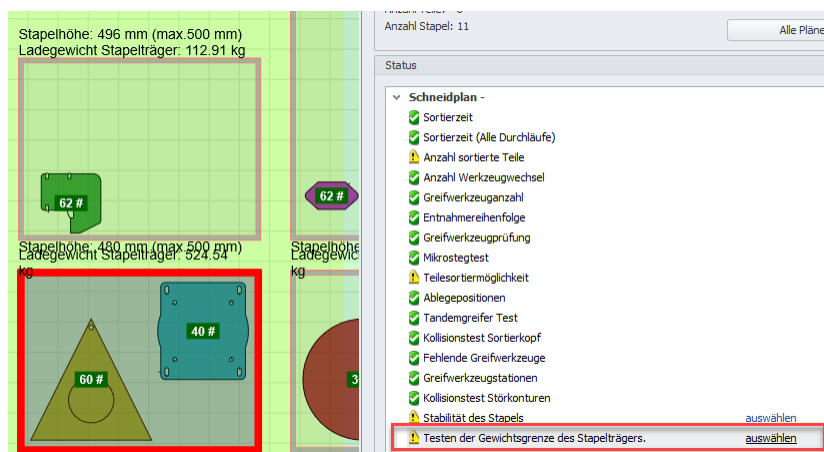 Stapelhöhe: 496 mm (max.500 mm)
Ladegewicht Stapelträger: 112.91 kg
62 #
62 #
Stapelhöhe: 480 mm (max.500 mm)
Ladegewicht Stapelträger: 524.54
kg
Stapelhöhe
kg
40 #
60 #
3
Anzahl Stapel: 11
Alle Pläne
Status
Schneidplan -
Sortierzeit
Sortierzeit (Alle Durchläufe)
Anzahl sortierte Teile
Anzahl Werkzeugwechsel
Greifwerkzeuganzahl
Entnahmereihenfolge
Greifwerkzeugprüfung
Mikrostegtest
Teilesortiermöglichkeit
Ablegepositionen
Tandemgreifer Test
Kollisionstest Sortierkopf
Fehlende Greifwerkzeuge
Greifwerkzeugstationen
Kollisionstest Störkonturen
Stabilität des Stapels auswählen
Testen der Gewichtsgrenze des Stapelträgers. auswählen